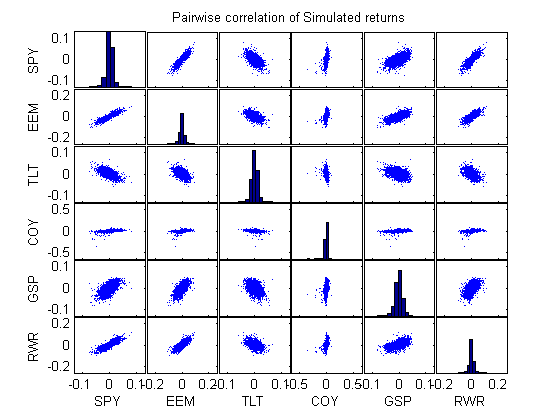 Pairwise correlation of Simulated returns
SPY
0.1
0
-0.1
EEM
0.2
0
-0.2
TLT
0.1
0
-0.1
COY
0.5
0
-0.5
GSP
0.1
0
-0.1
RWR
0.2
0
-0.2
-0.1 0 0.1 -0.2 0 0.2 -0.1 0 0.1 -0.5 0 0.5 -0.1 0 0.1 -0.2 0 0.2
SPY EEM TLT COY GSP RWR